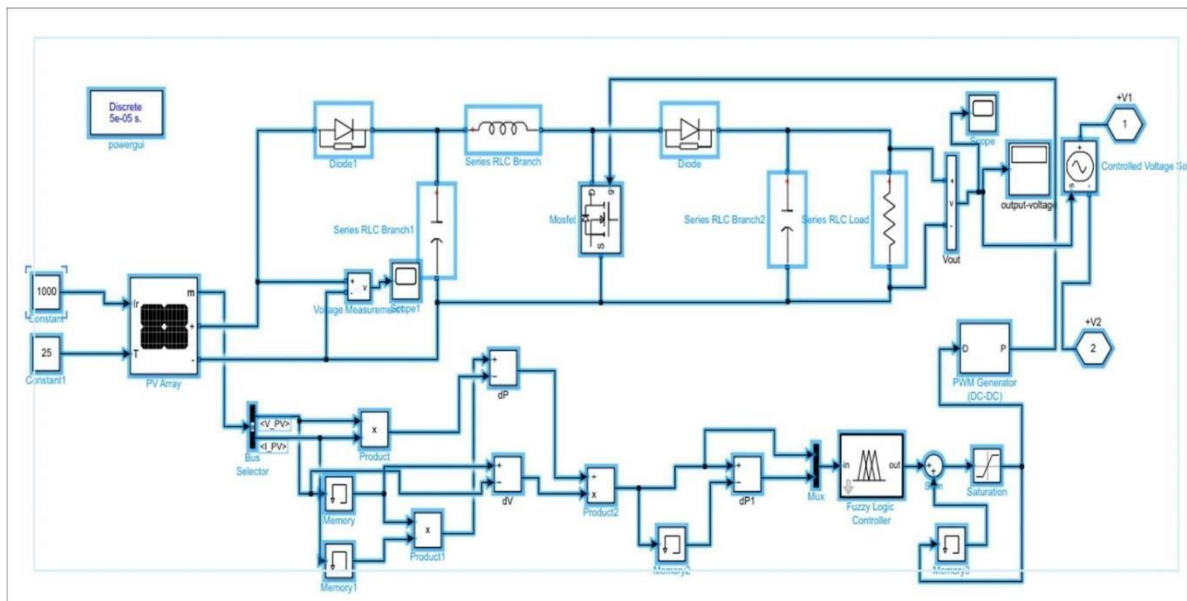 Discrete
5e-05 s.
powergui
Diode1
Series RLC Branch
Diode
Scope
+V1
1
Controlled Voltage So
output-voltage
Series RLC Branch1
Mosfet
g
S
Series RLC Branch2
Series RLC Load
+
v
-
Vout
s
1000
Constant
25
Constant1
Ir
T
m
+
-
PV Array
+
-
v
Voltage Measurement
Scope1
+V2
2
D
P
PWM Generator
(DC-DC)
+
−
dP
<V_PV>
<I_PV>
Bus
Selector
x
Product
Memory
+
−
dV
x
Product1
Memory1
+
x
Product2
Memory2
+
−
dP1
Mux
in
out
Fuzzy Logic
Controller
+
+
Saturation
Memory3